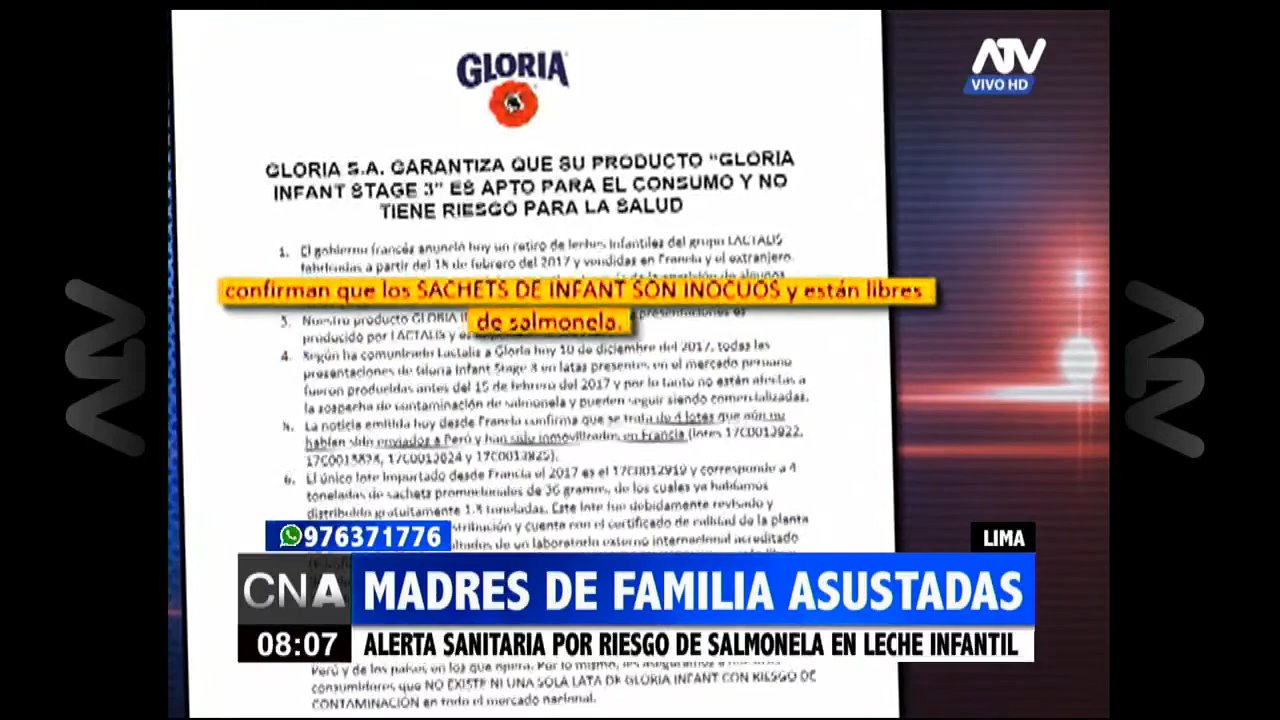 GLORIA
ATV
VIVO HD
GLORIA S.A. GARANTIZA QUE SU PRODUCTO "GLORIA
INFANT STAGE 3" ES APTO PARA EL CONSUMO Y NO
TIENE RIESGO PARA LA SALUD
1. El gobierno francés anunció hoy un retiro de leches infantiles del grupo LACTALIS
fabricadas a partir del 18 de febrero del 2017 y vendidas en Francia y el extranjero.
confirman que los SACHETS DE INFANT SON INOCUOS y están libres
de salmonela.
3. Nuestro producto GLORIA presentaciones es
producido por LACTALIS y
4. Según ha comunicado Lactalis a Gloria hoy 10 de diciembre del 2017, todas las
presentaciones de Gloria Infant Stage 3 en latas presentes en el mercado peruano
fueron producidas antes del 15 de febrero del 2017 y por lo tanto no están afectas a
la sospecha de contaminación de salmonela y pueden seguir siendo comercializadas.
La noticia emitida hoy desde Francia confirma que se trata de 4 lotes que aún no
habían sido enviados a Perú y han sido inmovilizados en Francia (lotes
6. El único lote importado desde Francia el 2017 es el 17C0012919 y corresponde a 4
toneladas de sachets promocionales de 36 gramos, de los cuales ya habíamos
distribuido gratuitamente 1.8 toneladas. Este lote fue debidamente revisado y
stribución y cuenta con el certificado de calidad de la planta
ltados de un laboratorio externo internacional acreditado
976371776
LIMA
CNA
MADRES DE FAMILIA ASUSTADAS
08:07
ALERTA SANITARIA POR RIESGO DE SALMONELA EN LECHE INFANTIL
Perú y de los países en los que opera. Por lo mismo, les aseguramos a
consumidores que NO EXISTE NI UNA SOLA LATA DE GLORIA INFANT CON RIESGO DE
CONTAMINACIÓN en todo el mercado nacional.
ATV
ATV